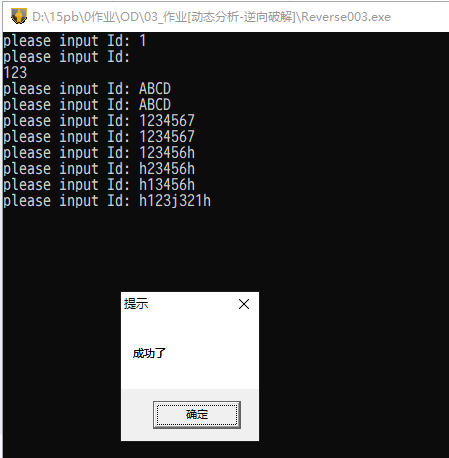 D:\15pb\0作业\OD\03_作业[动态分析-逆向破解]\Reverse003.exe
please input Id: 1
please input Id:
123
please input Id: ABCD
please input Id: ABCD
please input Id: 1234567
please input Id: 1234567
please input Id: 123456h
please input Id: h23456h
please input Id: h13456h
please input Id: h123j321h
提示
成功了
确定